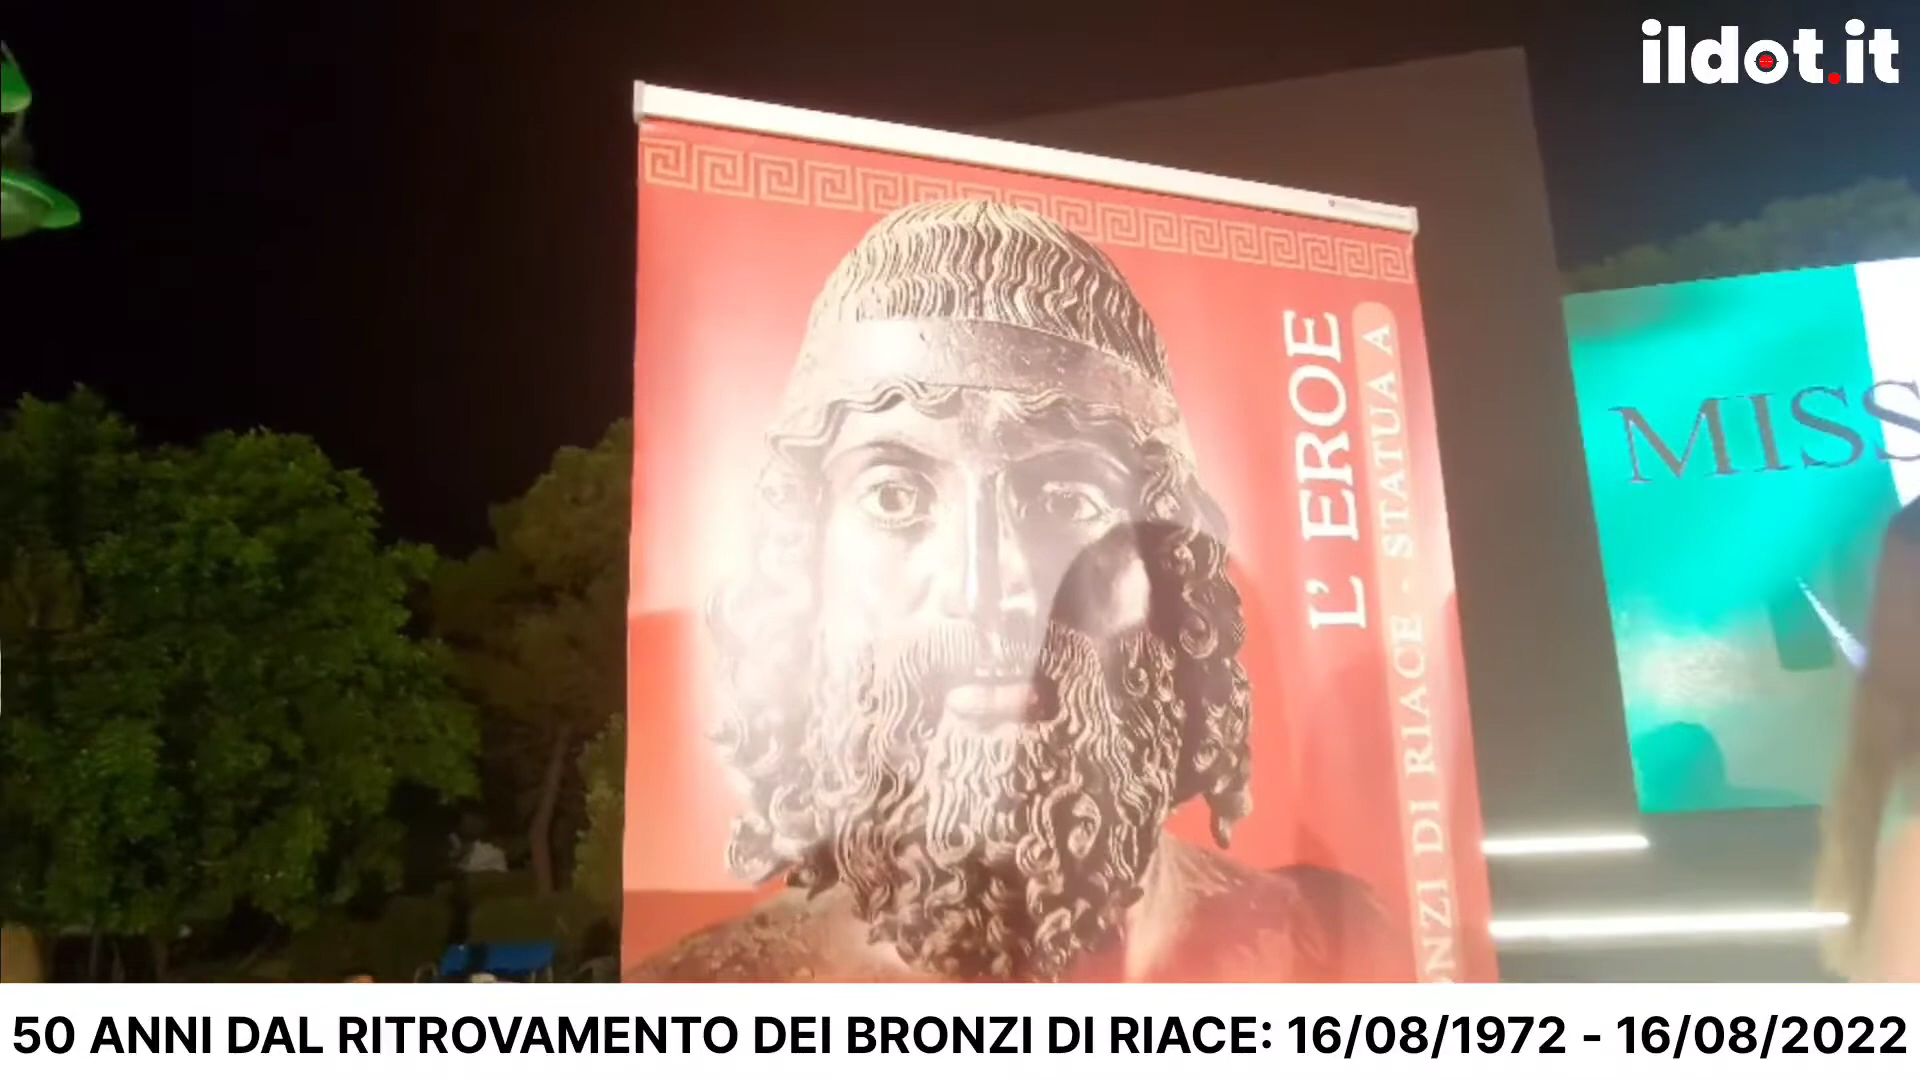 ildot.it
L' EROE
ONZI DI RIACE - STATUA A
MISS
50 ANNI DAL RITROVAMENTO DEI BRONZI DI RIACE: 16/08/1972 - 16/08/2022